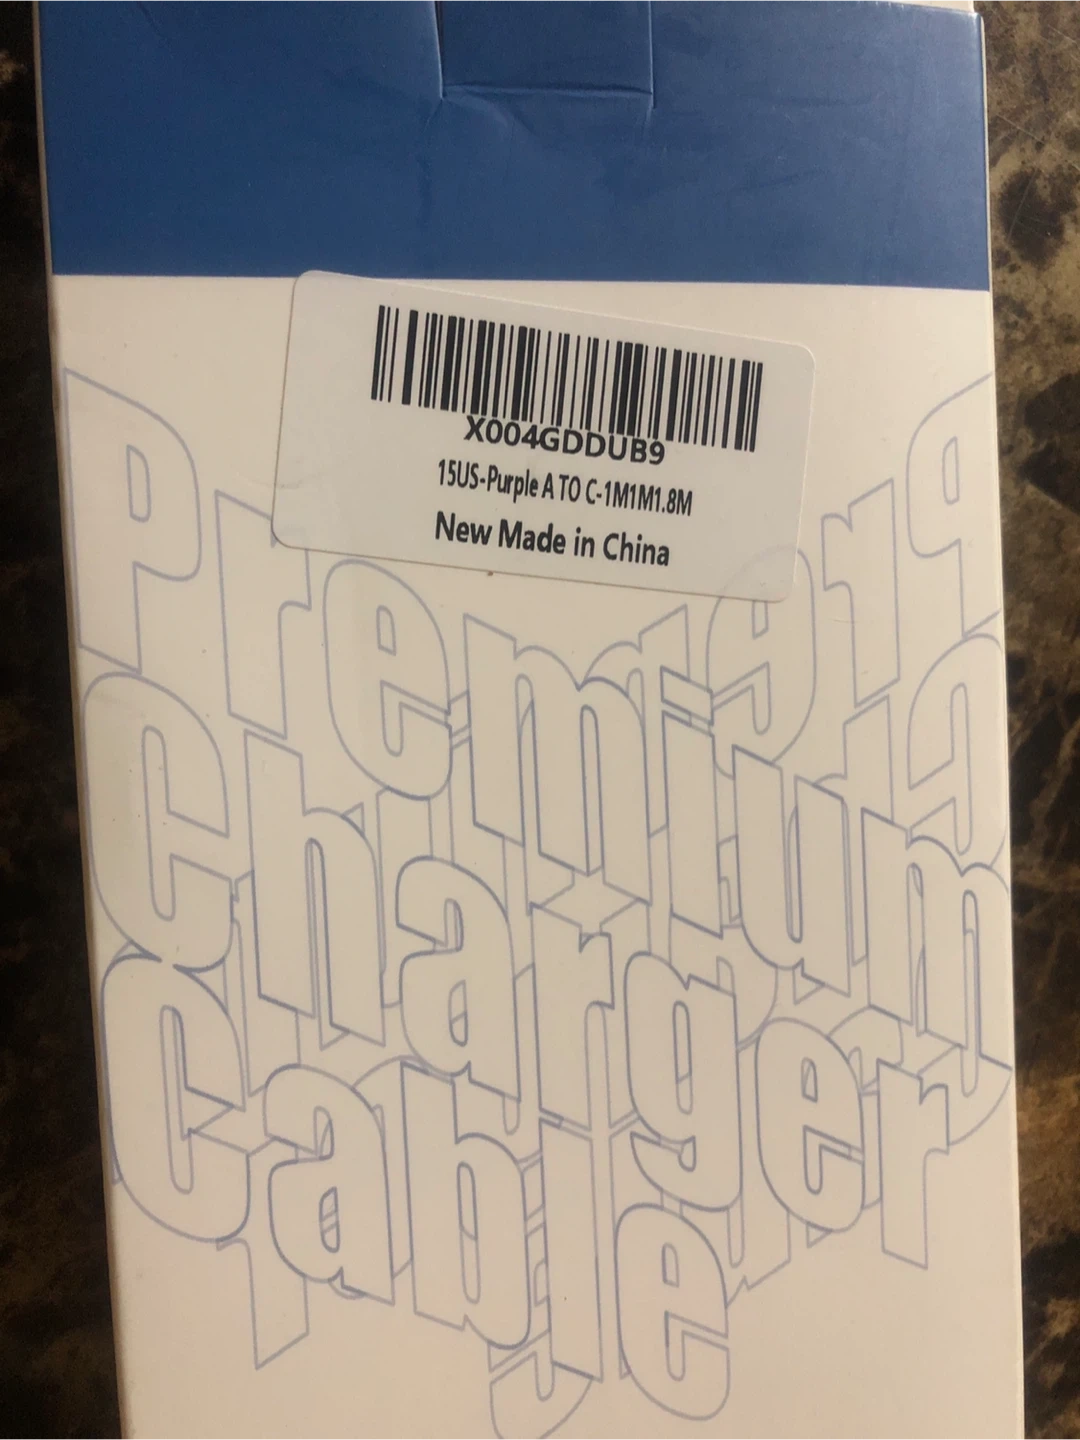 X004GDDUB9
15US-Purple A TO C-1M1M1.8M
New Made in China
Premium
Charger
Cable